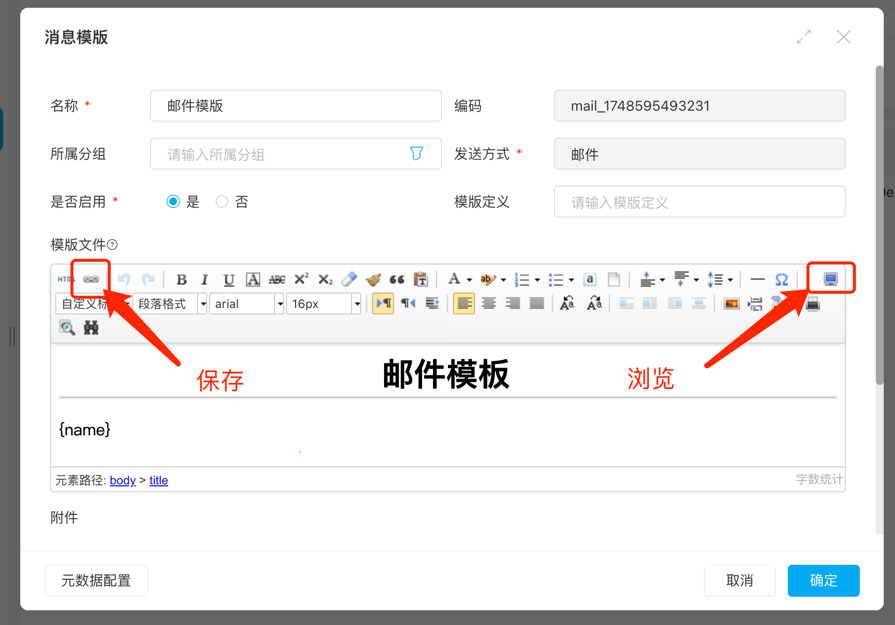 消息模版
名称 * 邮件模版 编码 mail_1748595493231
所属分组 请输入所属分组 发送方式 * 邮件
是否启用 * 是 否 模版定义 请输入模版定义
模版文件?
HTML B I U A ABC X² X₂ A ab a Ω
自定义标 段落格式 arial 16px
保存 邮件模板 浏览
{name}
元素路径: body > title 字数统计
附件
元数据配置 取消 确定